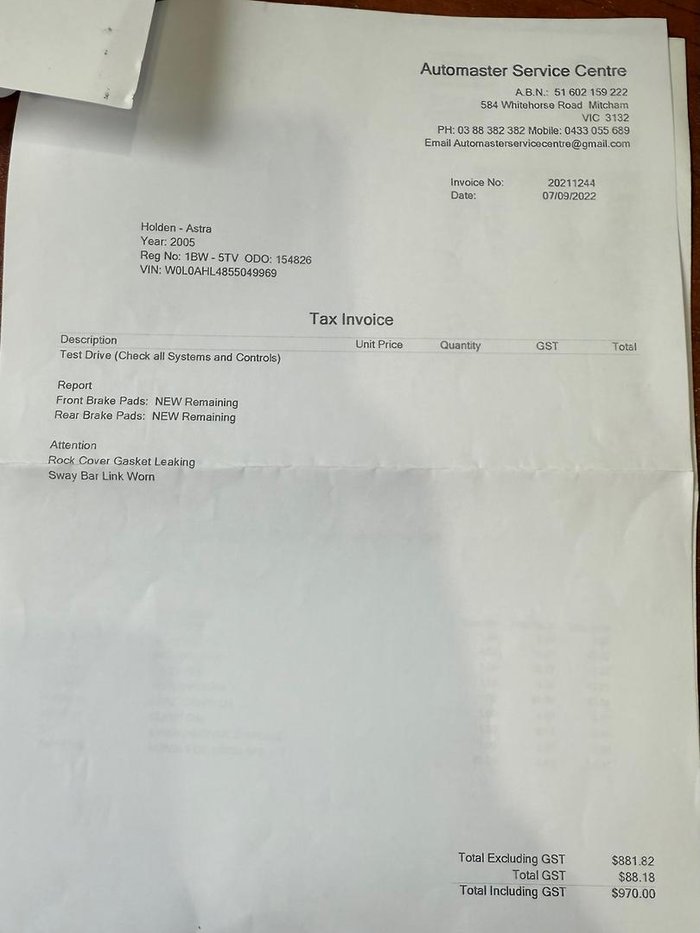 Automaster Service Centre
A.B.N.: 51 602 159 222
584 Whitehorse Road Mitcham
VIC 3132
PH: 03 88 382 382 Mobile: 0433 055 689
Email Automasterservicecentre@gmail.com
Invoice No: 20211244
Date: 07/09/2022
Holden - Astra
Year: 2005
Reg No: 1BW - 5TV ODO: 154826
VIN: W0L0AHL4855049969
Tax Invoice
Description Unit Price Quantity GST Total
Test Drive (Check all Systems and Controls)
Report
Front Brake Pads: NEW Remaining
Rear Brake Pads: NEW Remaining
Attention
Rock Cover Gasket Leaking
Sway Bar Link Worn
Total Excluding GST $881.82
Total GST $88.18
Total Including GST $970.00